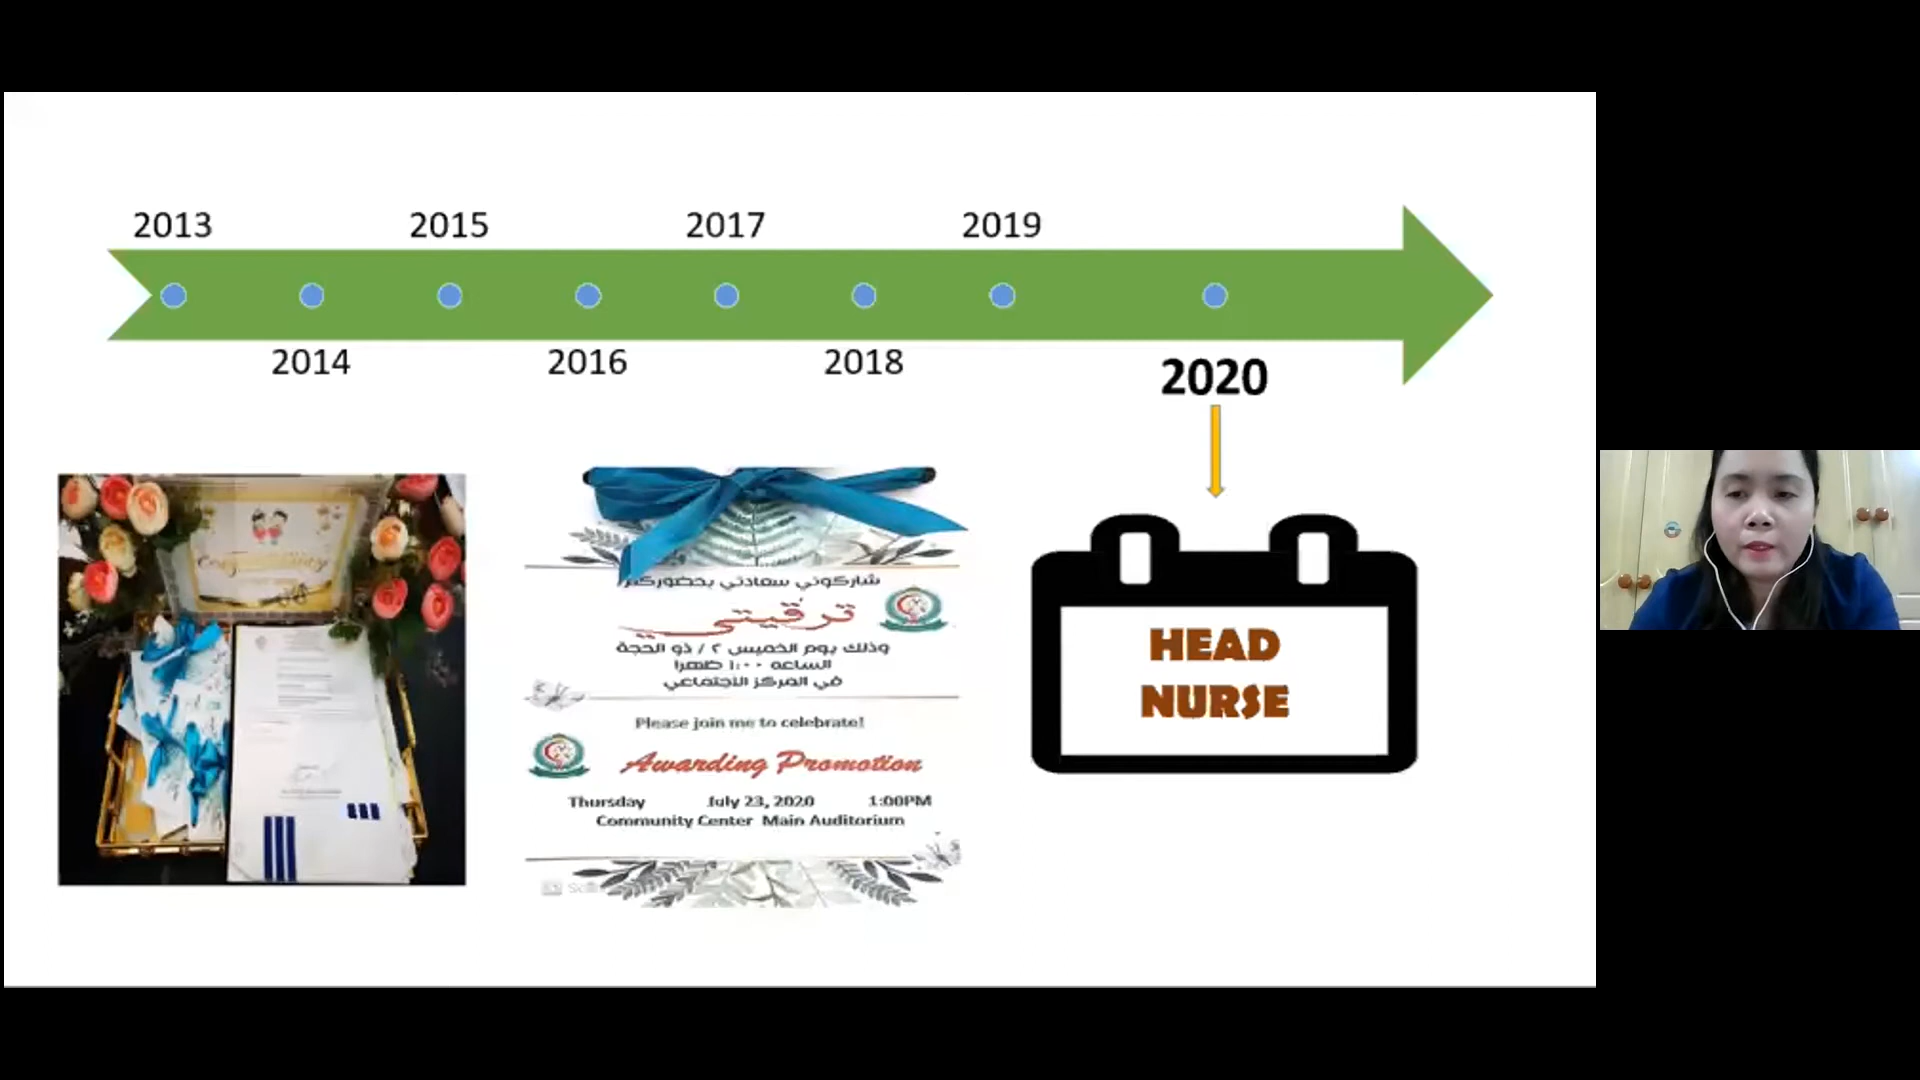 2013
2015
2017
2019
2014
2016
2018
2020
Congratulations
شاركوني سعادتي بحضوركم
ترقيتي
وذلك يوم الخميس ٢ / ذو الحجة
الساعة ١:٠٠ ظهرا
في المركز الاجتماعي
Please join me to celebrate!
Awarding Promotion
Thursday July 23, 2020 1:00PM
Community Center Main Auditorium
HEAD
NURSE